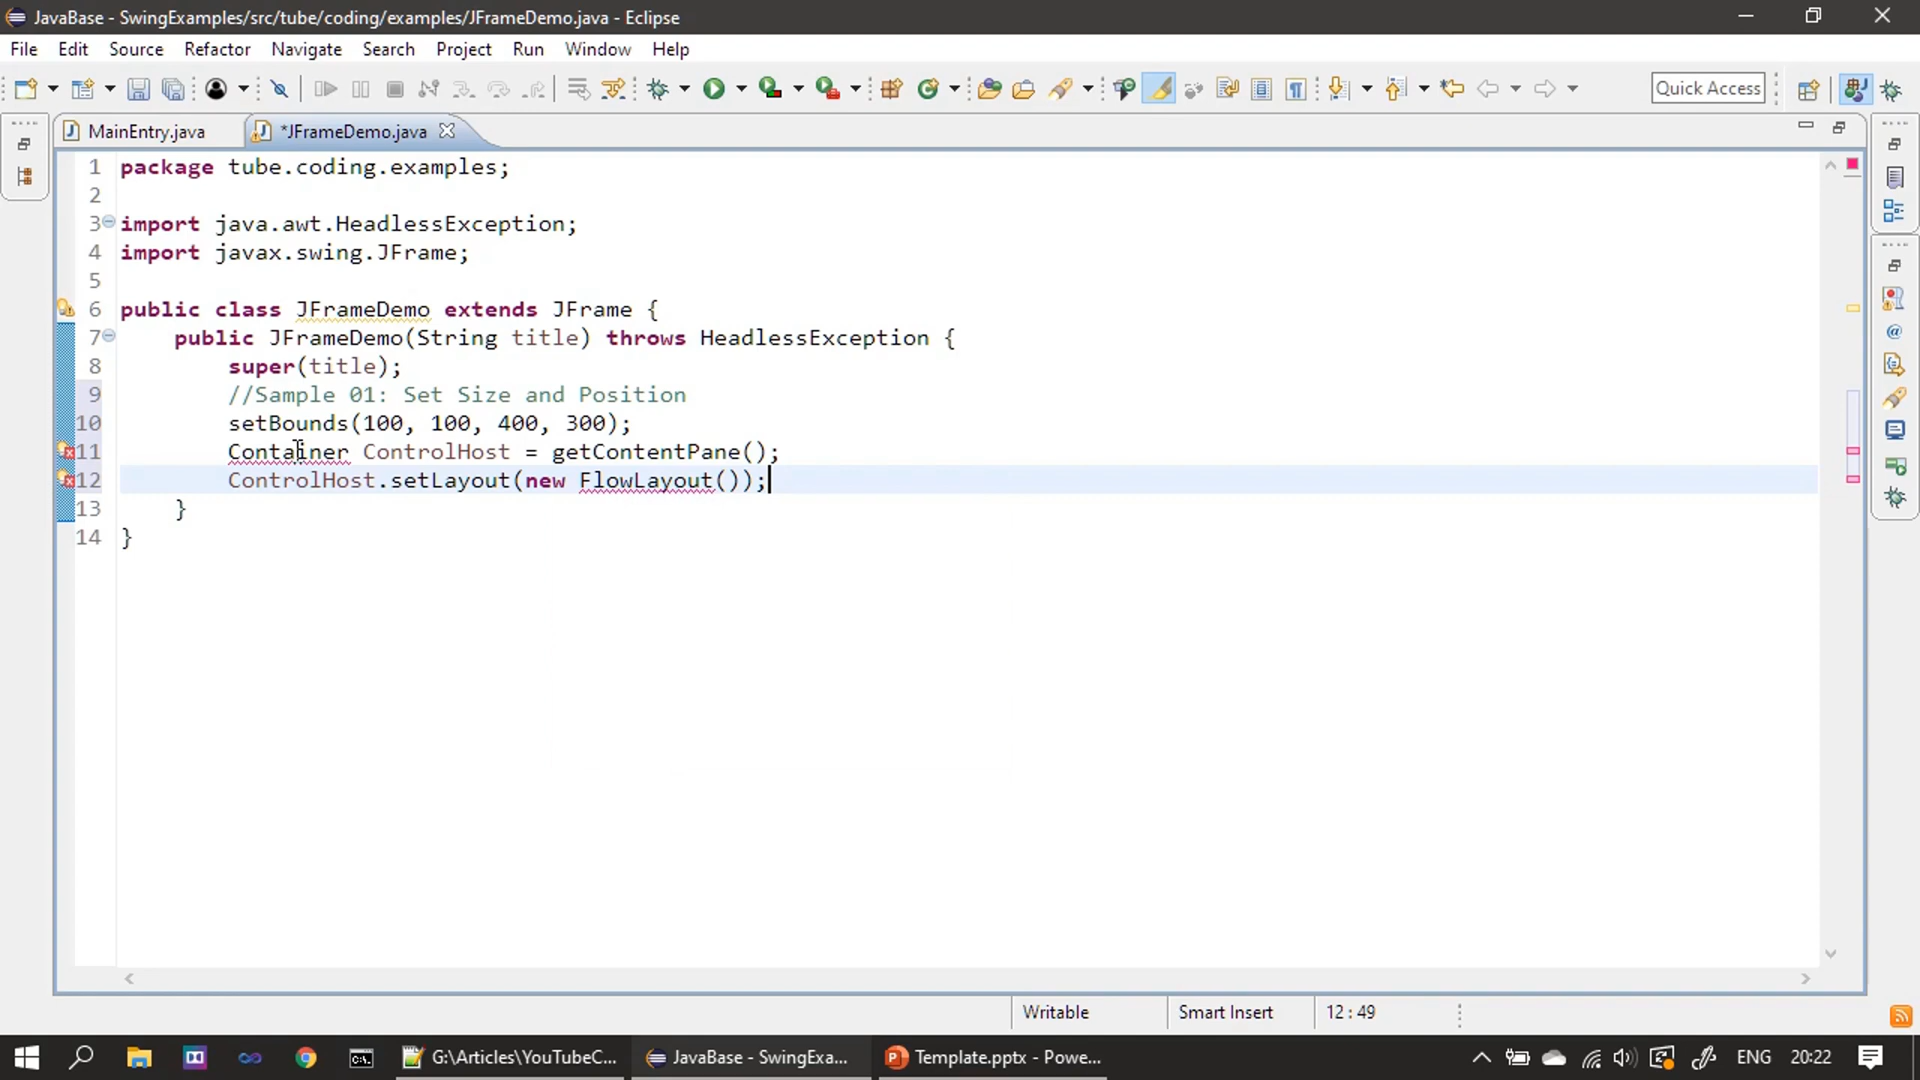 JavaBase - SwingExamples/src/tube/coding/examples/JFrameDemo.java - Eclipse
File Edit Source Refactor Navigate Search Project Run Window Help
Quick Access
MainEntry.java *JFrameDemo.java
1 package tube.coding.examples;
2
3 import java.awt.HeadlessException;
4 import javax.swing.JFrame;
5
6 public class JFrameDemo extends JFrame {
7 public JFrameDemo(String title) throws HeadlessException {
8 super(title);
9 //Sample 01: Set Size and Position
10 setBounds(100, 100, 400, 300);
11 Container ControlHost = getContentPane();
12 ControlHost.setLayout(new FlowLayout());
13 }
14 }
Writable Smart Insert 12 : 49
G:\Articles\YouTubeC... JavaBase - SwingExa... Template.pptx - Powe... ENG 20:22